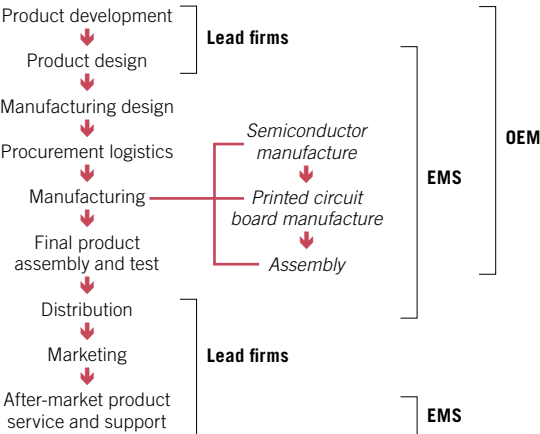 Product development
Lead firms
Product design
Manufacturing design
OEM
Procurement logistics
Semiconductor
manufacture
EMS
Manufacturing
Printed circuit
board manufacture
Final product
assembly and test
Assembly
Distribution
Marketing
Lead firms
After-market product
service and support
EMS